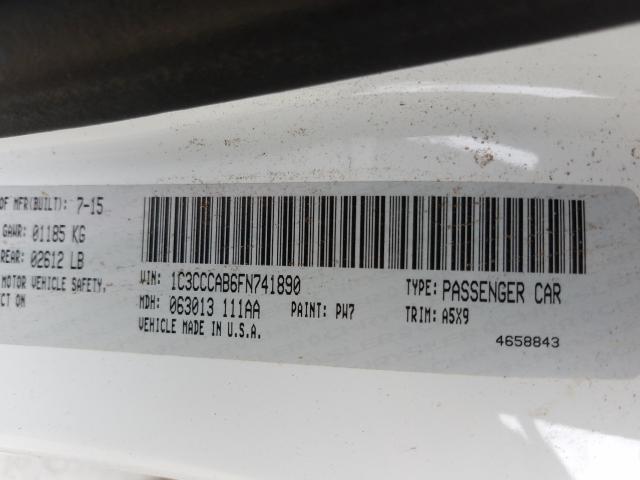 OF MFR(BUILT): 7-15
GAWR: 01185 KG
REAR: 02612 LB
MOTOR VEHICLE SAFETY,
CT ON
VIN: 1C3CCCAB6FN741890
TYPE: PASSENGER CAR
MDH: 063013 111AA
PAINT: PW7
TRIM: A5X9
VEHICLE MADE IN U.S.A.
4658843